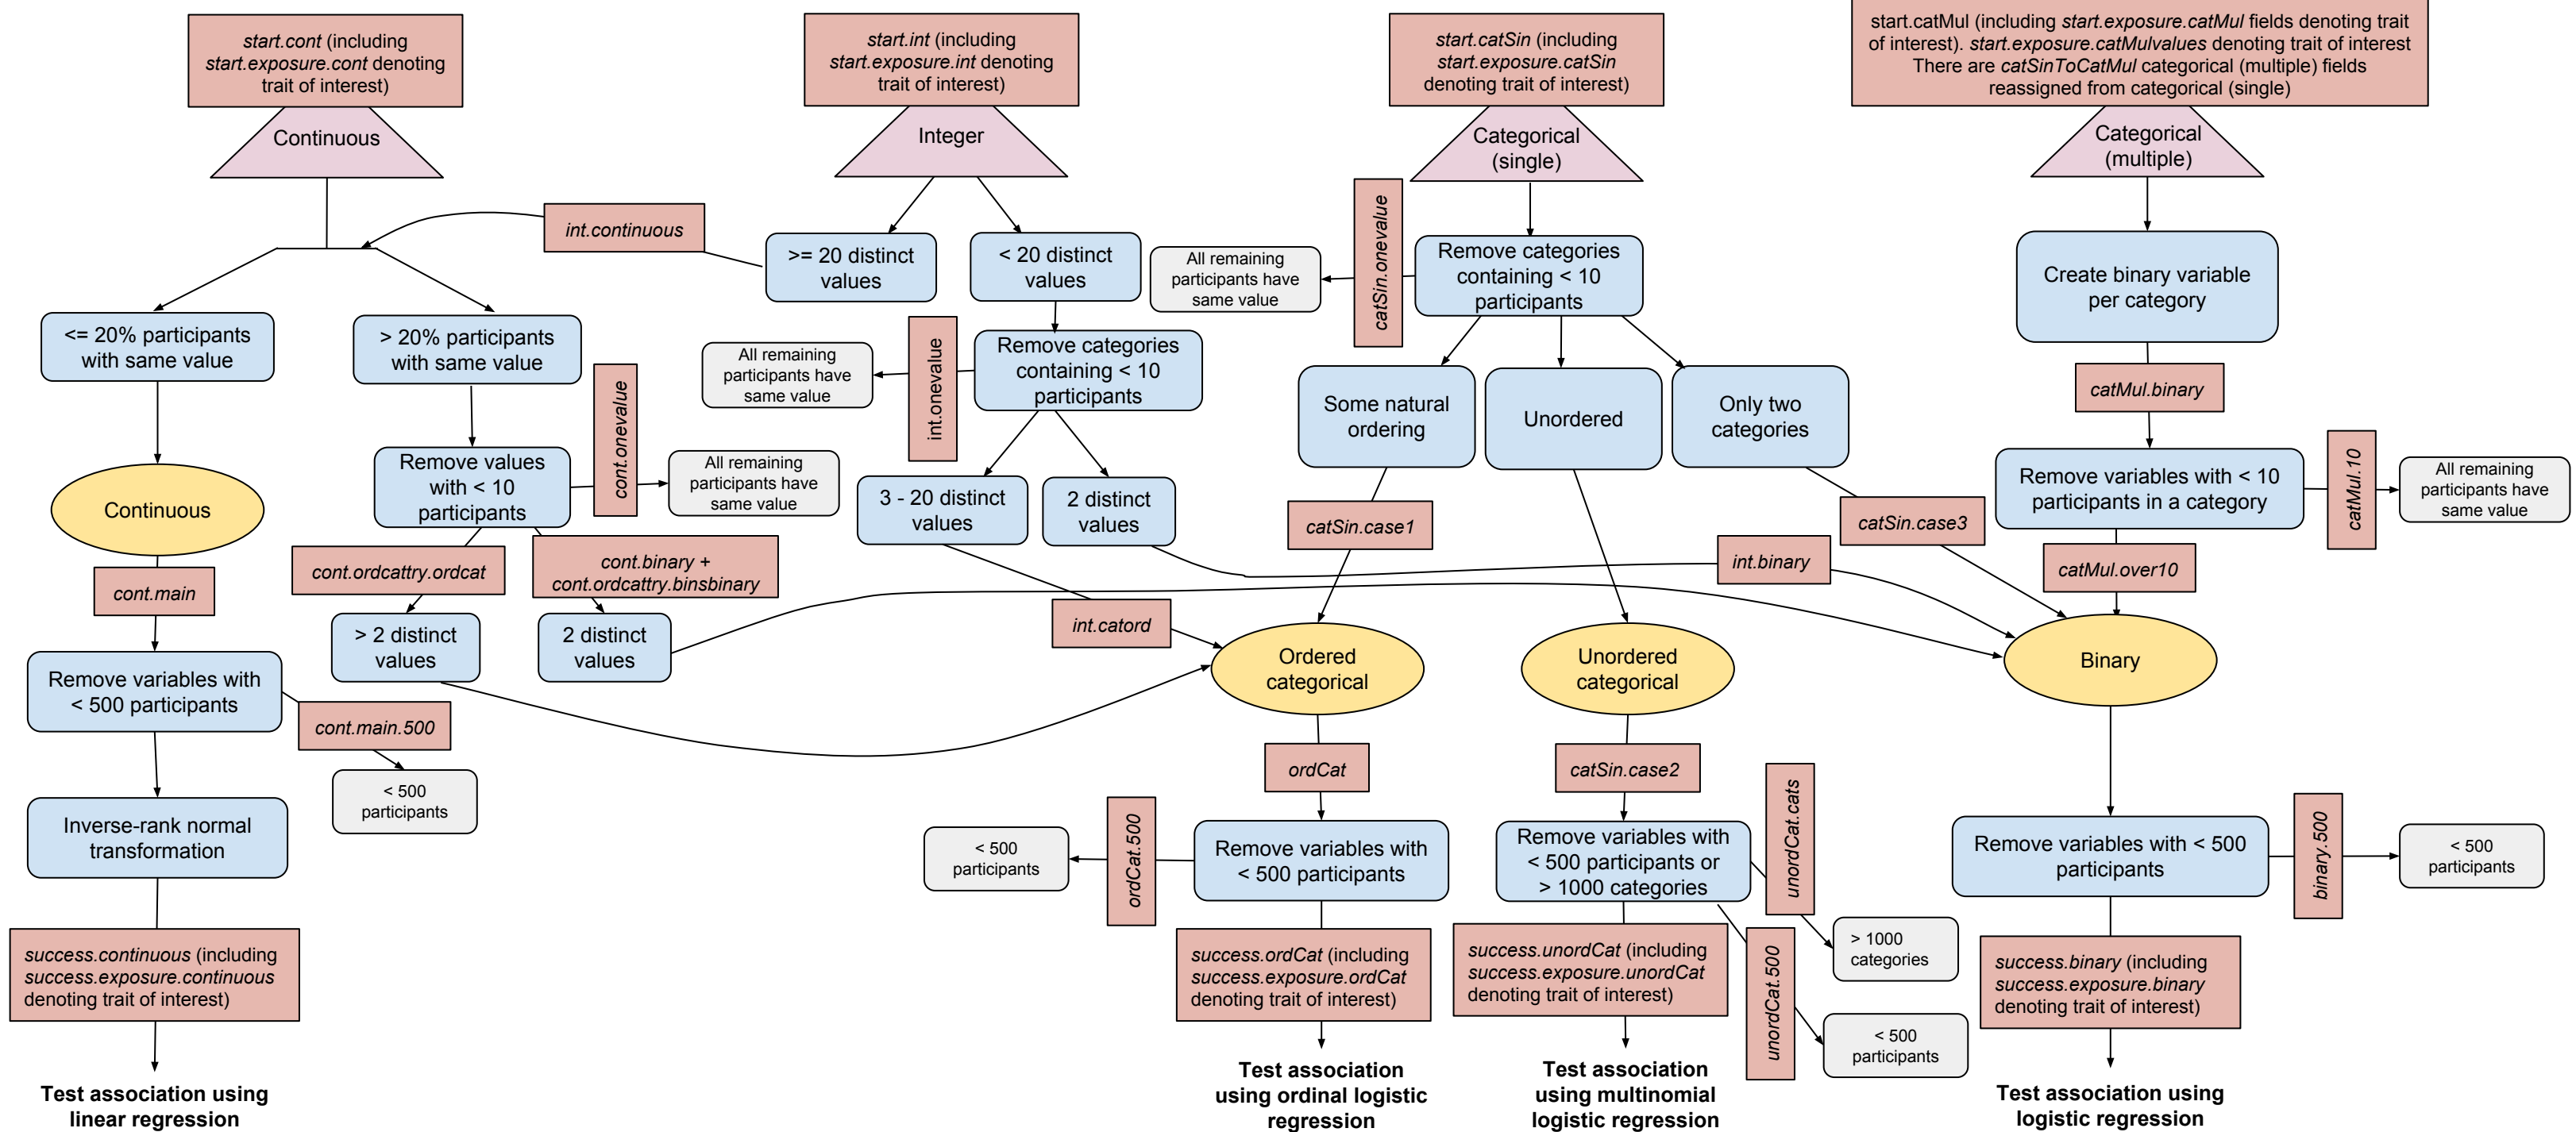 start.cont (including
start.exposure.cont denoting
trait of interest)
Continuous
start.int (including
start.exposure.int denoting
trait of interest)
Integer
start.catSin (including
start.exposure.catSin
denoting trait of interest)
Categorical
(single)
start.catMul (including start.exposure.catMul fields denoting trait
of interest). start.exposure.catMulvalues denoting trait of interest
There are catSinToCatMul categorical (multiple) fields
reassigned from categorical (single)
Categorical
(multiple)
int.continuous
>= 20 distinct
values
< 20 distinct
values
All remaining
participants have
same value
catSin.onevalue
Remove categories
containing < 10
participants
Create binary variable
per category
<= 20% participants
with same value
> 20% participants
with same value
All remaining
participants have
same value
int.onevalue
Remove categories
containing < 10
participants
Some natural
ordering
Unordered
Only two
categories
catMul.binary
Continuous
Remove values
with < 10
participants
cont.onevalue
All remaining
participants have
same value
3 - 20 distinct
values
2 distinct
values
catSin.case1
catSin.case3
Remove variables with < 10
participants in a category
catMul.10
All remaining
participants have
same value
cont.main
cont.ordcattry.ordcat
cont.binary +
cont.ordcattry.binsbinary
int.binary
catMul.over10
> 2 distinct
values
2 distinct
values
int.catord
Remove variables with
< 500 participants
Ordered
categorical
Unordered
categorical
Binary
cont.main.500
< 500
participants
ordCat
catSin.case2
Inverse-rank normal
transformation
< 500
participants
ordCat.500
Remove variables with
< 500 participants
Remove variables with
< 500 participants or
> 1000 categories
unordCat.cats
> 1000
categories
Remove variables with < 500
participants
binary.500
< 500
participants
success.continuous (including
success.exposure.continuous
denoting trait of interest)
success.ordCat (including
success.exposure.ordCat
denoting trait of interest)
success.unordCat (including
success.exposure.unordCat
denoting trait of interest)
unordCat.500
< 500
participants
success.binary (including
success.exposure.binary
denoting trait of interest)
Test association using
linear regression
Test association
using ordinal logistic
regression
Test association
using multinomial
logistic regression
Test association using
logistic regression